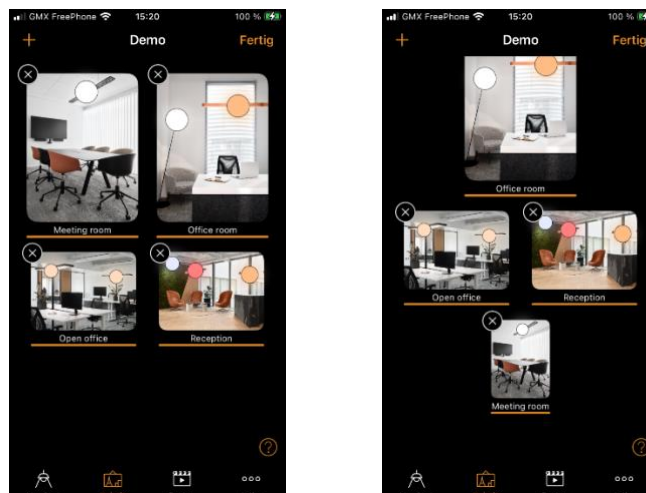 GMX FreePhone 15:20 100 %
+ Demo Fertig
Meeting room Office room
Open office Reception
?
GMX FreePhone 15:20 100 %
+ Demo Fertig
Office room
Open office Reception
Meeting room
?